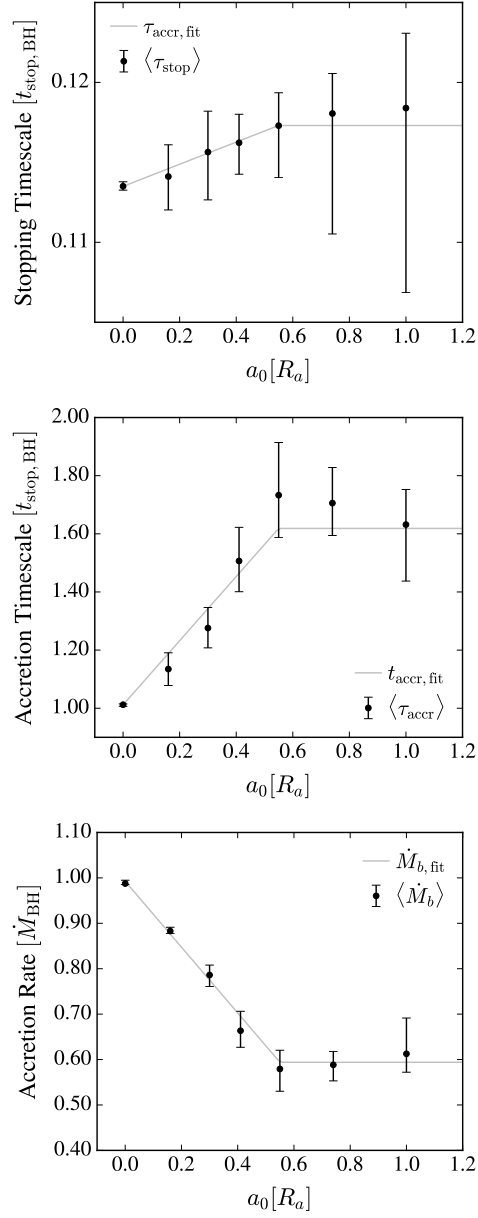 τ_accr, fit
⟨τ_stop⟩
0.12
0.11
Stopping Timescale [t_stop, BH]
0.0 0.2 0.4 0.6 0.8 1.0 1.2
a_0[R_a]
2.00
1.80
1.60
1.40
1.20
1.00
Accretion Timescale [t_stop, BH]
t_accr, fit
⟨τ_accr⟩
0.0 0.2 0.4 0.6 0.8 1.0 1.2
a_0[R_a]
1.10
1.00
0.90
0.80
0.70
0.60
0.50
0.40
Accretion Rate [Ṁ_BH]
Ṁ_b, fit
⟨Ṁ_b⟩
0.0 0.2 0.4 0.6 0.8 1.0 1.2
a_0[R_a]